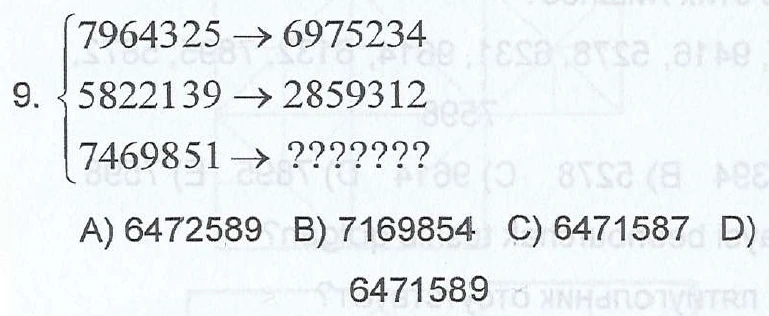 7964325 → 6975234
9. 5822139 → 2859312
7469851 → ???????
A) 6472589 B) 7169854 C) 6471587 D)
6471589